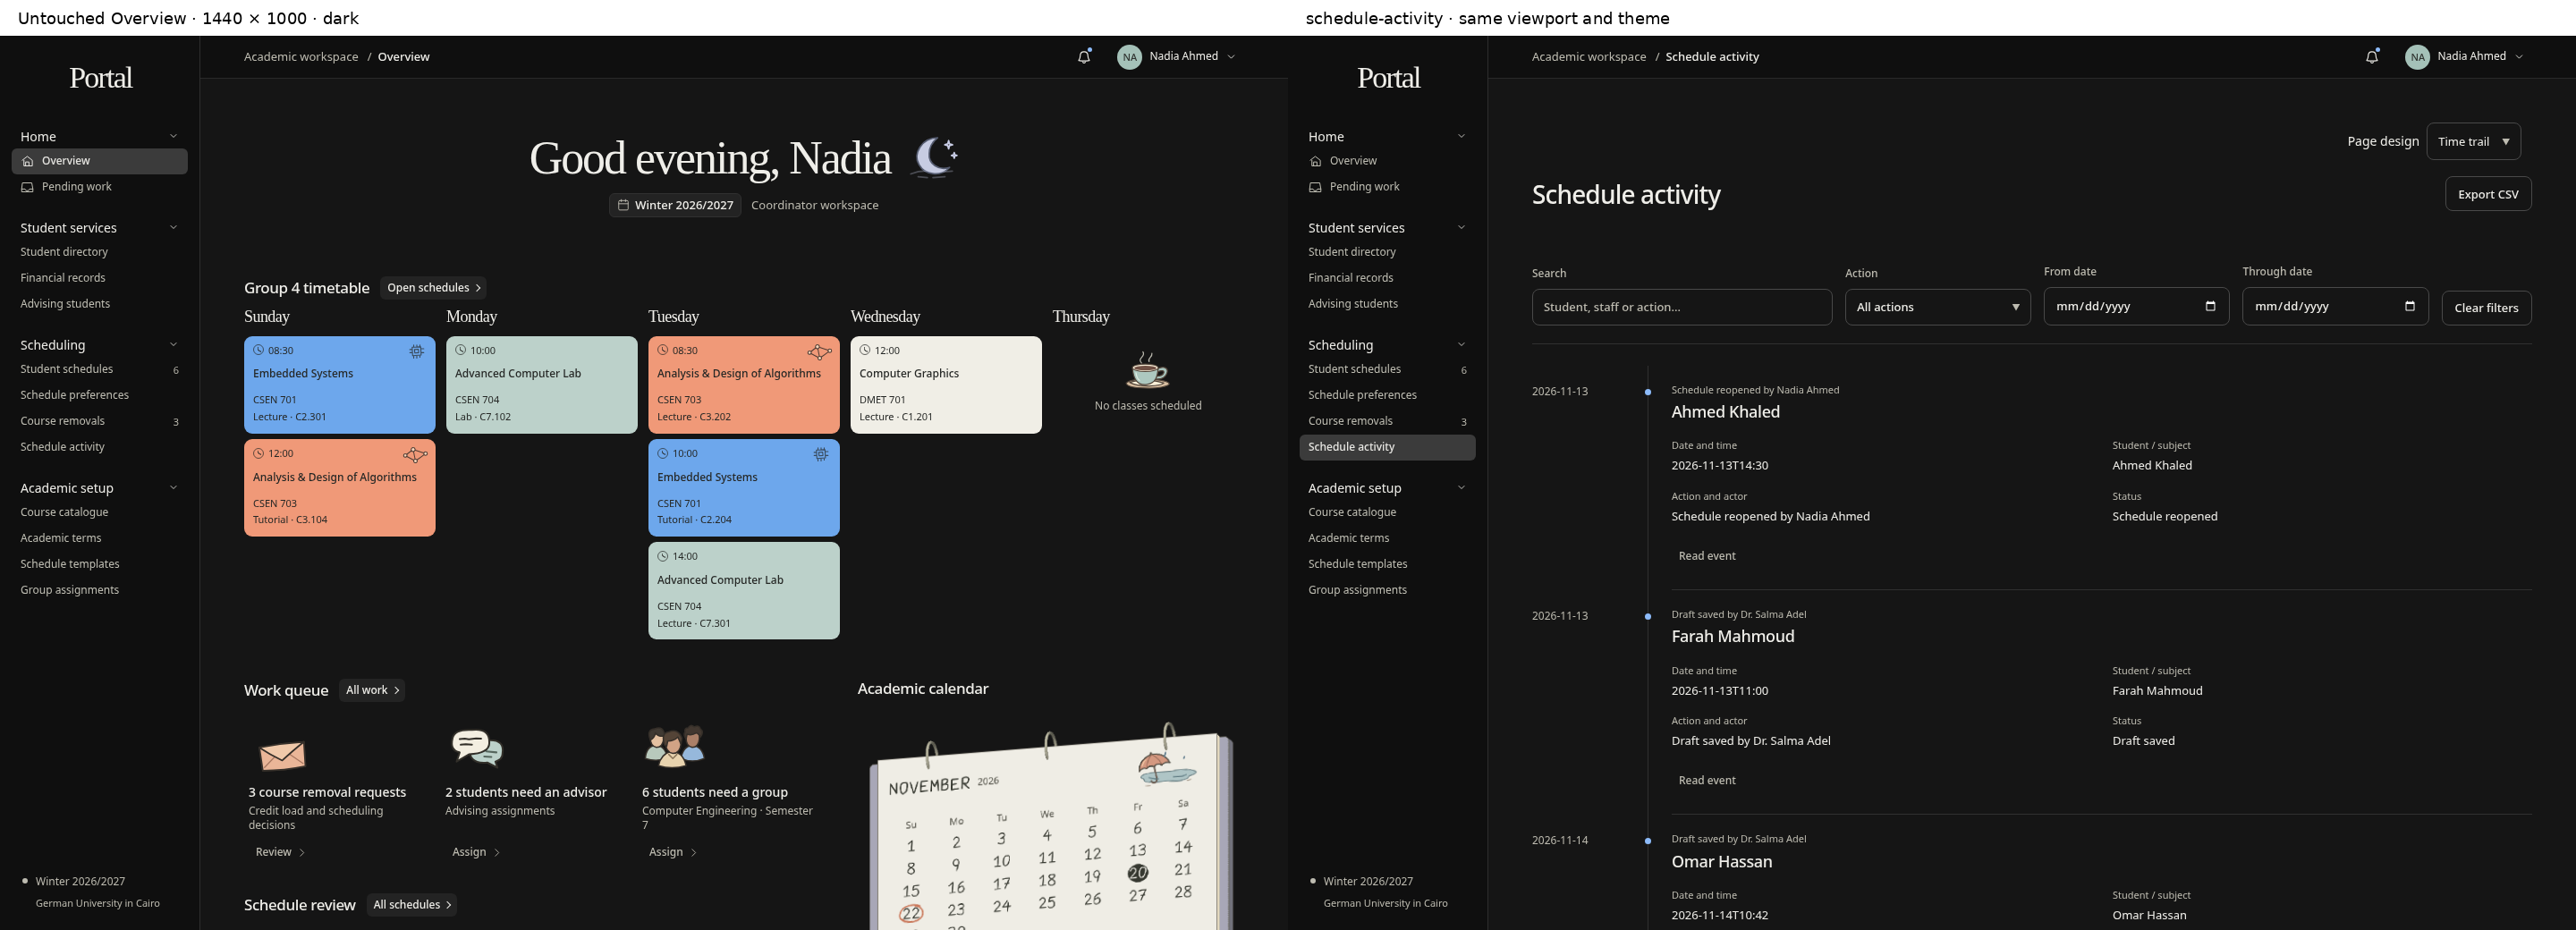 Untouched Overview · 1440 × 1000 · dark
Portal
Home
Overview
Pending work
Student services
Student directory
Financial records
Advising students
Scheduling
Student schedules 6
Schedule preferences
Course removals 3
Schedule activity
Academic setup
Course catalogue
Academic terms
Schedule templates
Group assignments
Winter 2026/2027
German University in Cairo
Academic workspace / Overview
NA Nadia Ahmed
Good evening, Nadia
Winter 2026/2027 Coordinator workspace
Group 4 timetable Open schedules
Sunday
08:30
Embedded Systems
CSEN 701
Lecture · C2.301
12:00
Analysis & Design of Algorithms
CSEN 703
Tutorial · C3.104
Monday
10:00
Advanced Computer Lab
CSEN 704
Lab · C7.102
Tuesday
08:30
Analysis & Design of Algorithms
CSEN 703
Lecture · C3.202
10:00
Embedded Systems
CSEN 701
Tutorial · C2.204
14:00
Advanced Computer Lab
CSEN 704
Lecture · C7.301
Wednesday
12:00
Computer Graphics
DMET 701
Lecture · C1.201
Thursday
No classes scheduled
Work queue All work
3 course removal requests
Credit load and scheduling
decisions
Review
2 students need an advisor
Advising assignments
Assign
6 students need a group
Computer Engineering · Semester
7
Assign
Schedule review All schedules
Academic calendar
NOVEMBER 2026
Su Mo Tu We Th Fr Sa
1 2 3 4 5 6 7
8 9 10 11 12 13 14
15 16 17 18 19 20 21
22 23 24 25 26 27 28
schedule-activity · same viewport and theme
Portal
Home
Overview
Pending work
Student services
Student directory
Financial records
Advising students
Scheduling
Student schedules 6
Schedule preferences
Course removals 3
Schedule activity
Academic setup
Course catalogue
Academic terms
Schedule templates
Group assignments
Winter 2026/2027
German University in Cairo
Academic workspace / Schedule activity
NA Nadia Ahmed
Page design Time trail
Schedule activity
Export CSV
Search
Student, staff or action...
Action
All actions
From date
mm/dd/yyyy
Through date
mm/dd/yyyy
Clear filters
2026-11-13
Schedule reopened by Nadia Ahmed
Ahmed Khaled
Date and time
2026-11-13T14:30
Student / subject
Ahmed Khaled
Action and actor
Schedule reopened by Nadia Ahmed
Status
Schedule reopened
Read event
2026-11-13
Draft saved by Dr. Salma Adel
Farah Mahmoud
Date and time
2026-11-13T11:00
Student / subject
Farah Mahmoud
Action and actor
Draft saved by Dr. Salma Adel
Status
Draft saved
Read event
2026-11-14
Draft saved by Dr. Salma Adel
Omar Hassan
Date and time
2026-11-14T10:42
Student / subject
Omar Hassan